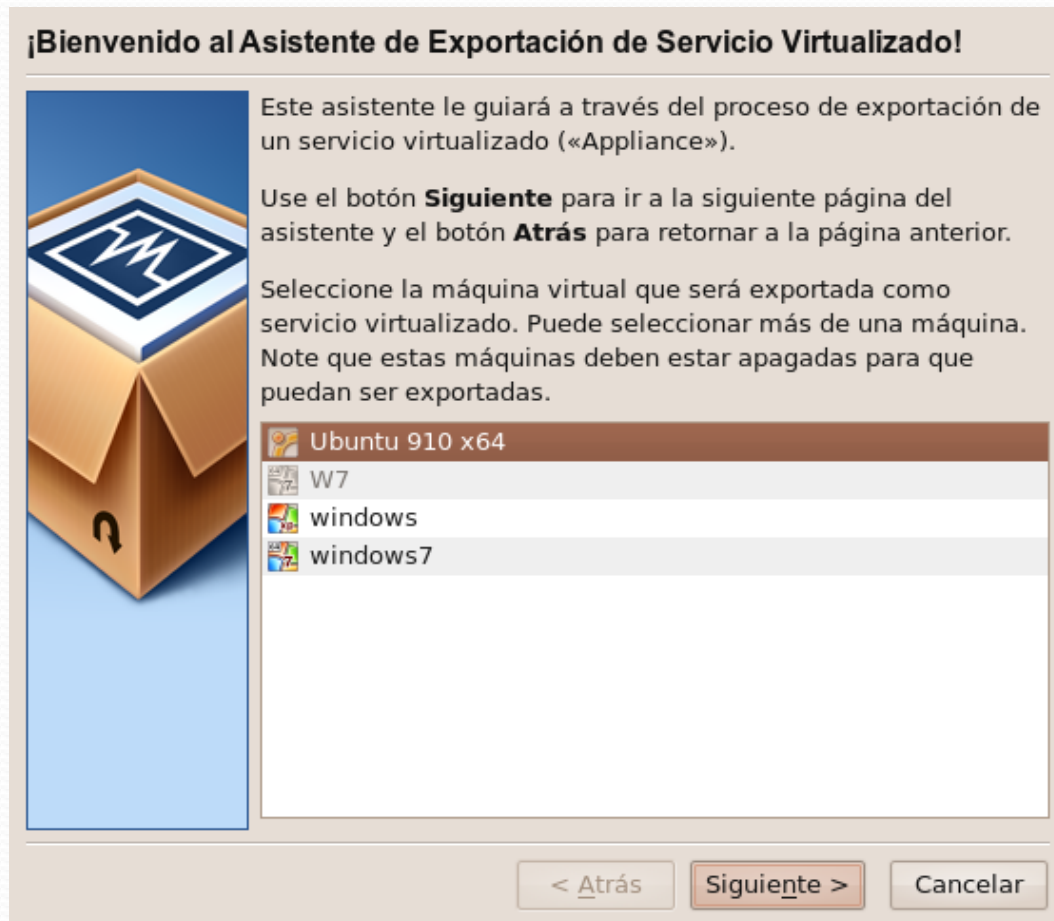 ¡Bienvenido al Asistente de Exportación de Servicio Virtualizado!
Este asistente le guiará a través del proceso de exportación de
un servicio virtualizado («Appliance»).
Use el botón Siguiente para ir a la siguiente página del
asistente y el botón Atrás para retornar a la página anterior.
Seleccione la máquina virtual que será exportada como
servicio virtualizado. Puede seleccionar más de una máquina.
Note que estas máquinas deben estar apagadas para que
puedan ser exportadas.
Ubuntu 910 x64
W7
windows
windows7
< Atrás
Siguiente >
Cancelar